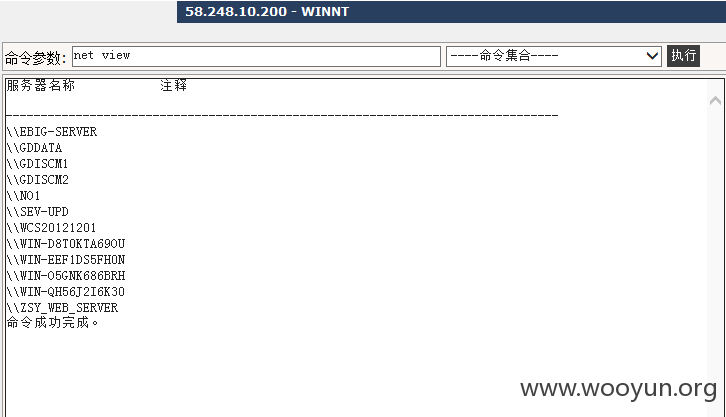 58.248.10.200 - WINNT
命令参数: net view ----命令集合---- 执行
服务器名称 注释
-------------------------------------------------------------------------------
\\EBIG-SERVER
\\GDDATA
\\GDISCM1
\\GDISCM2
\\NO1
\\SEV-UPD
\\WCS20121201
\\WIN-D8T0KTA69OU
\\WIN-EEF1DS5FH0N
\\WIN-O5GNK686BRH
\\WIN-QH56J2I6K3O
\\ZSY_WEB_SERVER
命令成功完成。
www.wooyun.org